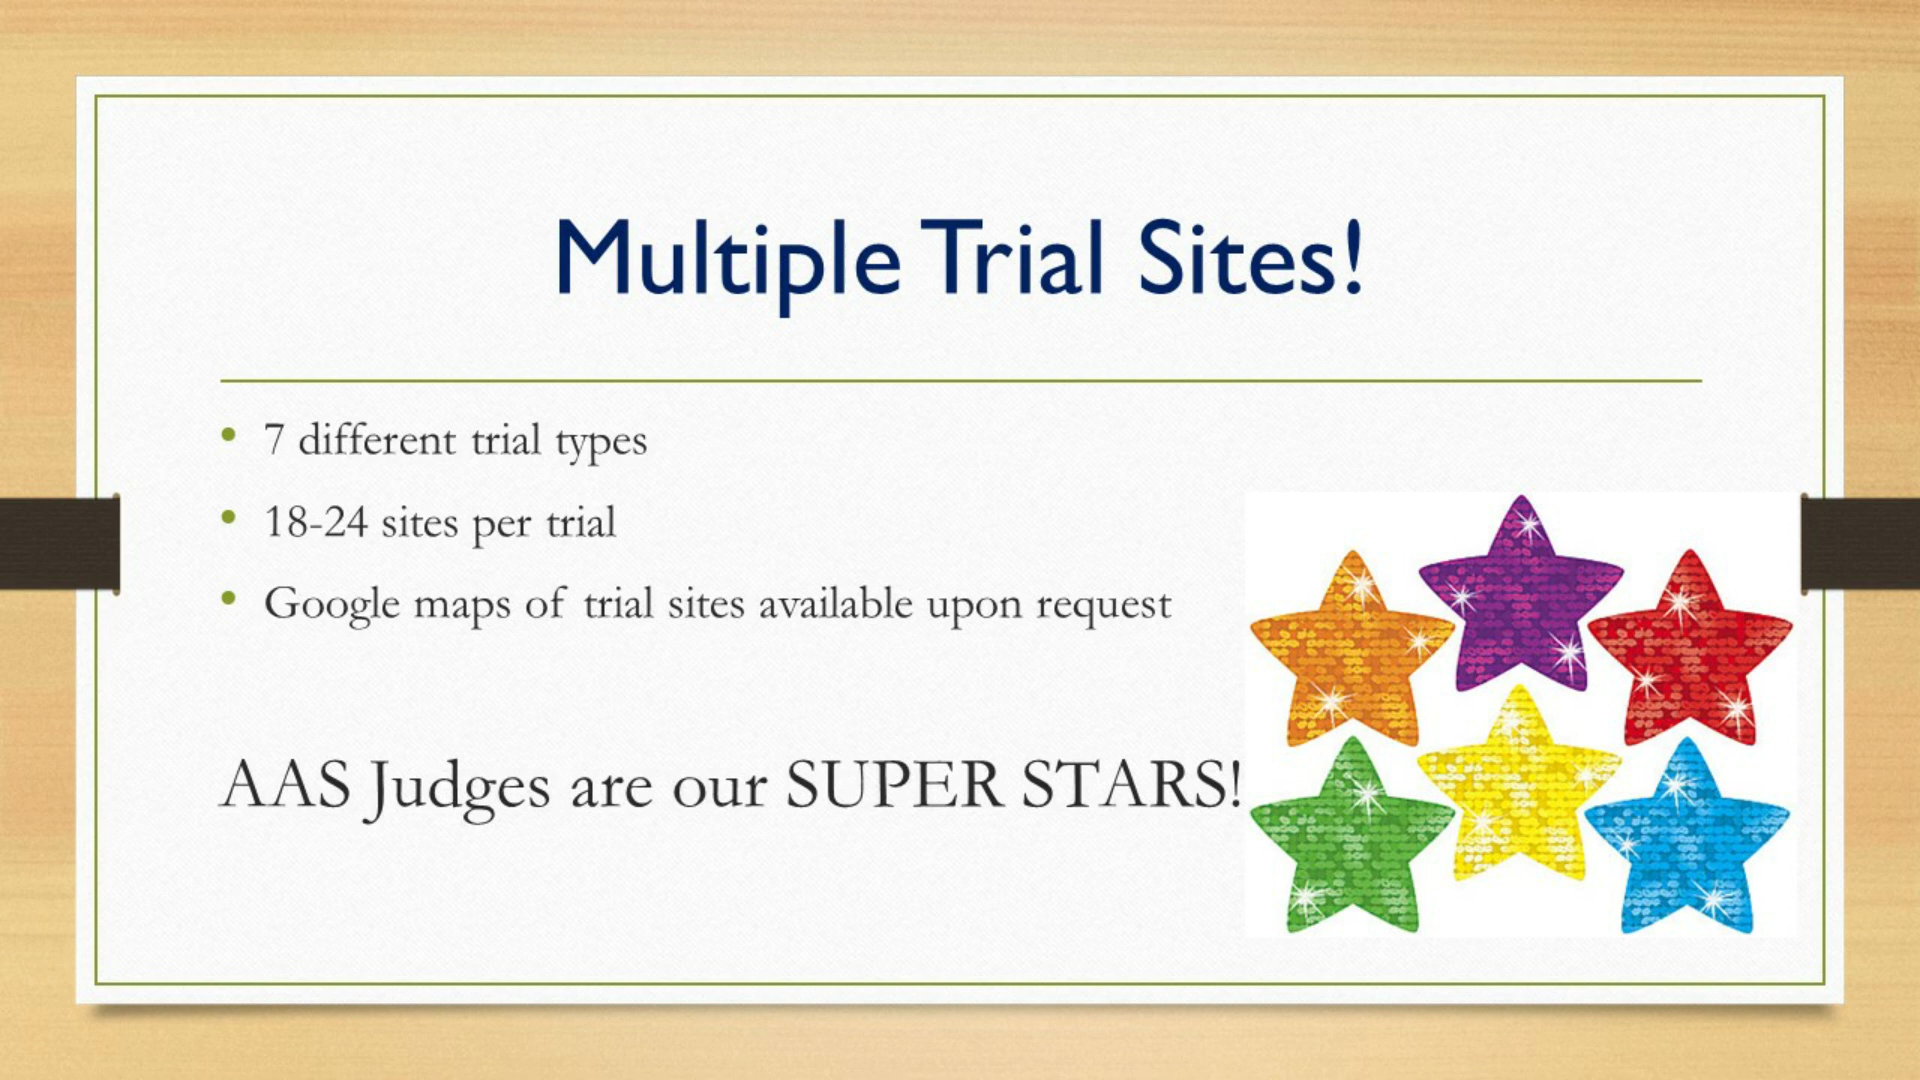 Multiple Trial Sites!
• 7 different trial types
• 18-24 sites per trial
• Google maps of trial sites available upon request
AAS Judges are our SUPER STARS!